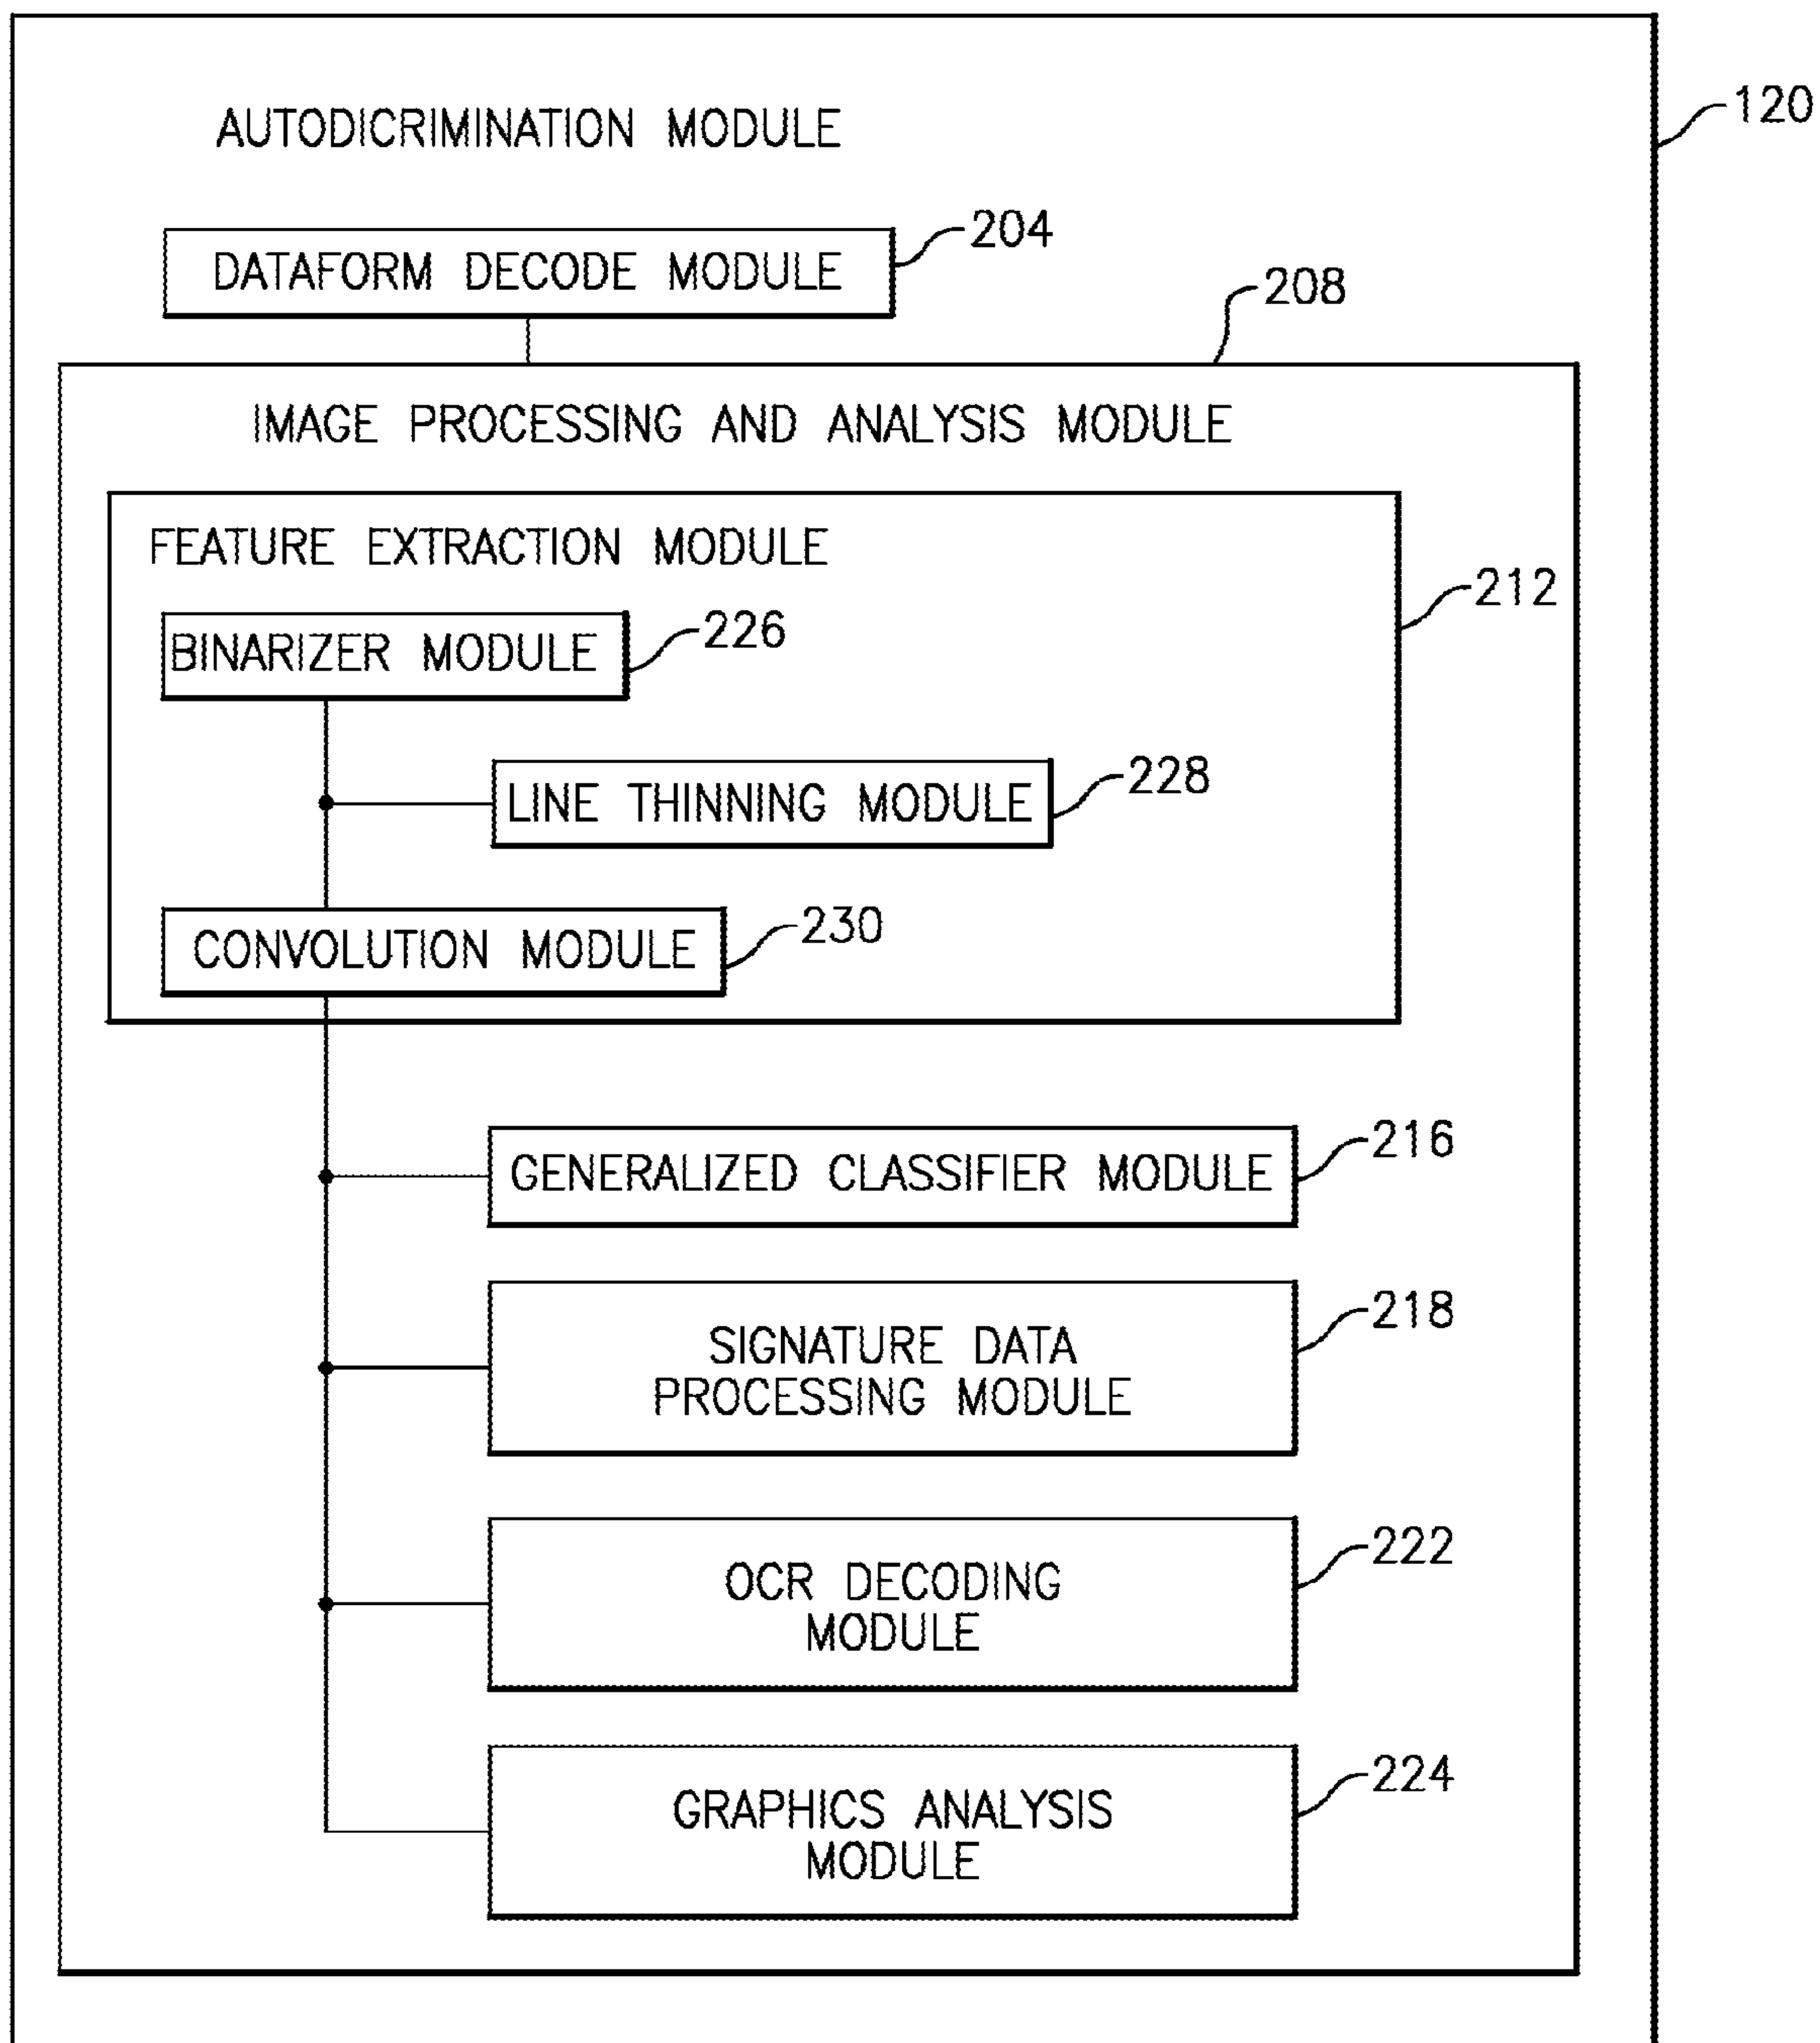 AUTODICRIMINATION MODULE
120
DATAFORM DECODE MODULE
204
208
IMAGE PROCESSING AND ANALYSIS MODULE
FEATURE EXTRACTION MODULE
212
BINARIZER MODULE
226
LINE THINNING MODULE
228
CONVOLUTION MODULE
230
GENERALIZED CLASSIFIER MODULE
216
SIGNATURE DATA
PROCESSING MODULE
218
OCR DECODING
MODULE
222
GRAPHICS ANALYSIS
MODULE
224